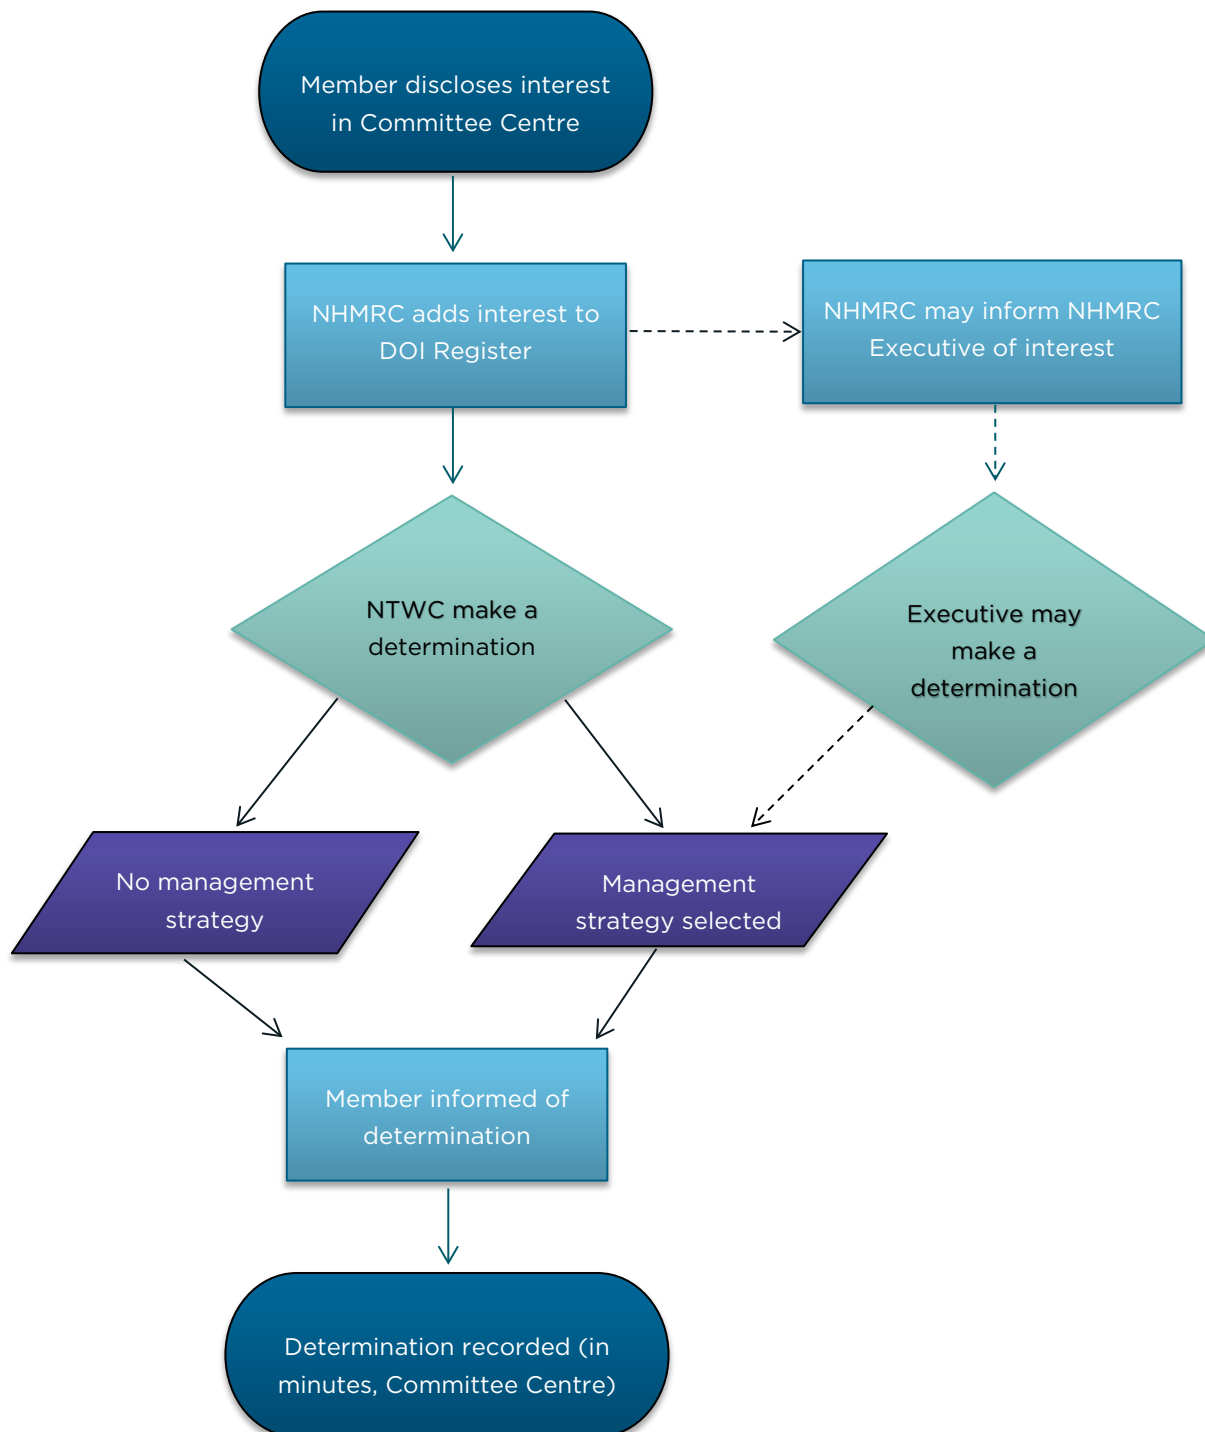 Member discloses interest
in Committee Centre
NHMRC adds interest to
DOI Register
NHMRC may inform NHMRC
Executive of interest
NTWC make a
determination
Executive may
make a
determination
No management
strategy
Management
strategy selected
Member informed of
determination
Determination recorded (in
minutes, Committee Centre)